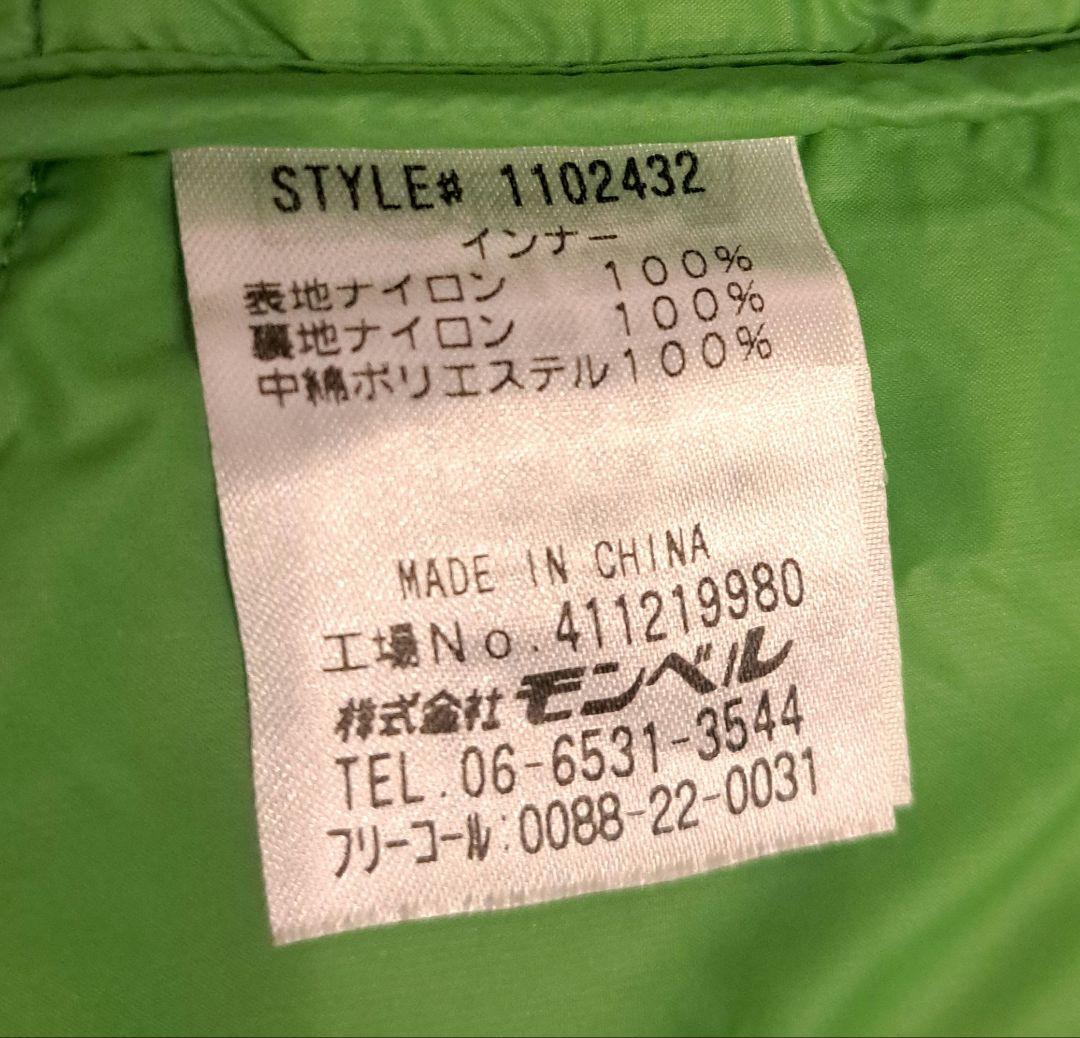 STYLE# 1102432
インナー
表地ナイロン 100%
裏地ナイロン 100%
中綿ポリエステル100%
MADE IN CHINA
工場No.411219980
株式会社モンベル
TEL.06-6531-3544
フリーコール:0088-22-0031